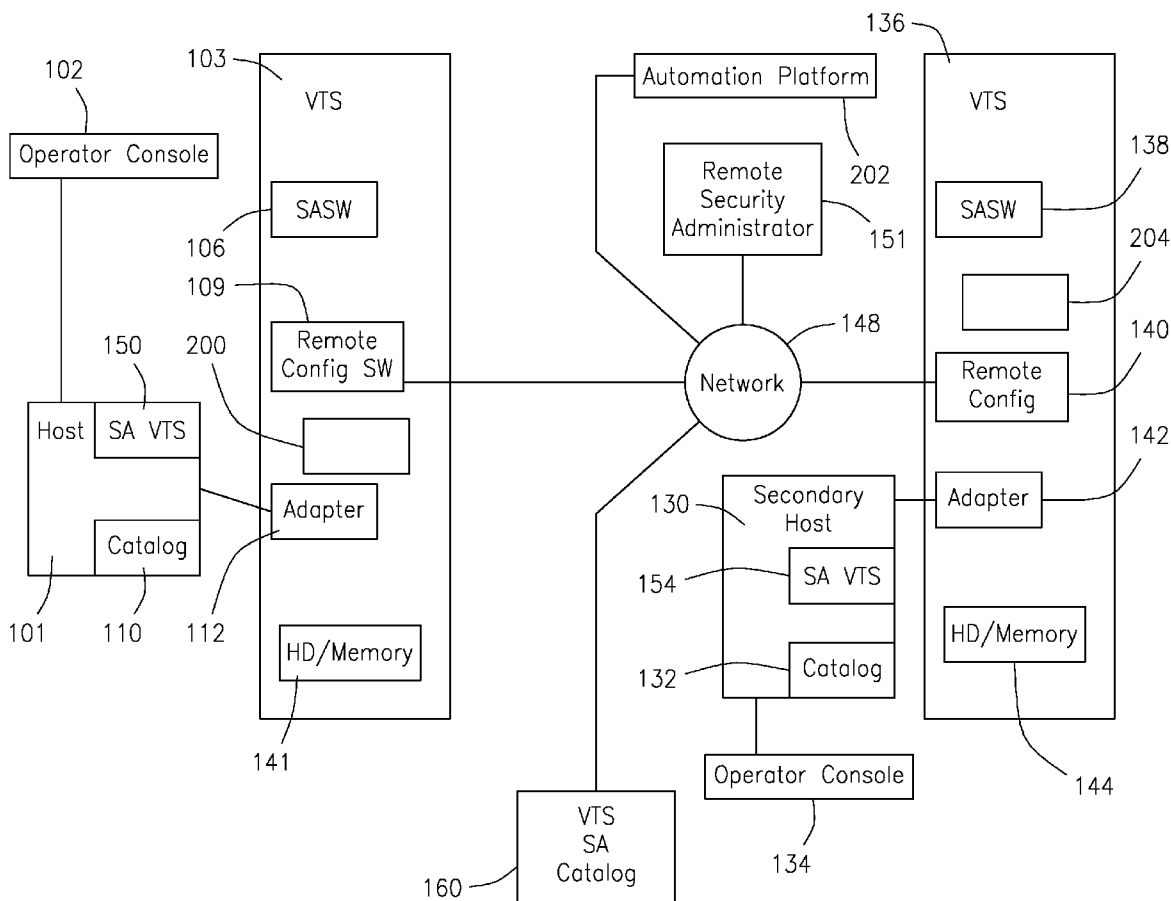 102
Operator Console
103
VTS
SASW
106
109
Remote
Config SW
200
150
Host
SA VTS
Catalog
101
110
112
Adapter
HD/Memory
141
Automation Platform
202
Remote
Security
Administrator
151
148
Network
136
VTS
SASW
138
204
140
Remote
Config
142
Adapter
130
Secondary
Host
154
SA VTS
132
Catalog
HD/Memory
144
Operator Console
134
VTS
SA
Catalog
160